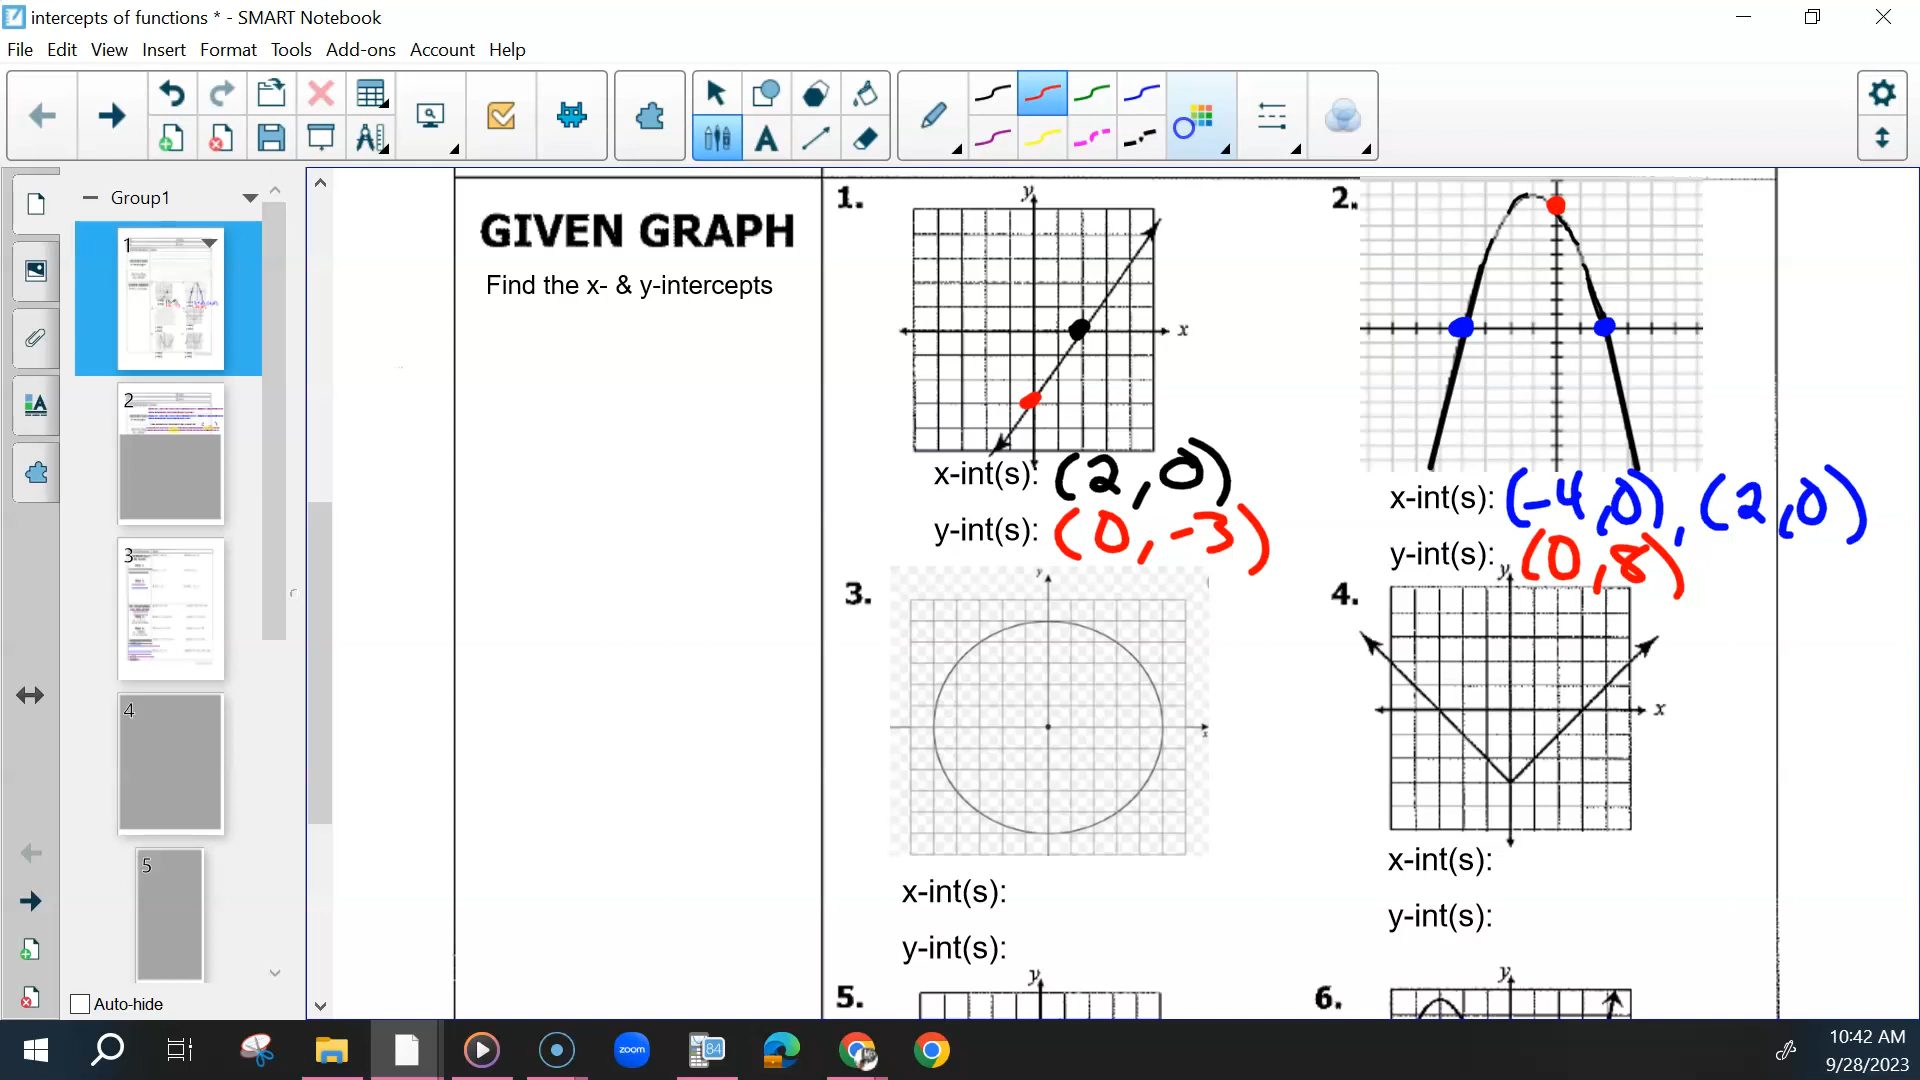 intercepts of functions * - SMART Notebook
File Edit View Insert Format Tools Add-ons Account Help
Group1
1
2
3
4
5
Auto-hide
GIVEN GRAPH
Find the x- & y-intercepts
1.
y
x
x-int(s): (2,0)
y-int(s): (0,-3)
2.
x-int(s): (-4,0), (2,0)
y-int(s): (0,8)
3.
y
x
x-int(s):
y-int(s):
4.
y
x
x-int(s):
y-int(s):
5.
y
6.
y
zoom
84
10:42 AM
9/28/2023